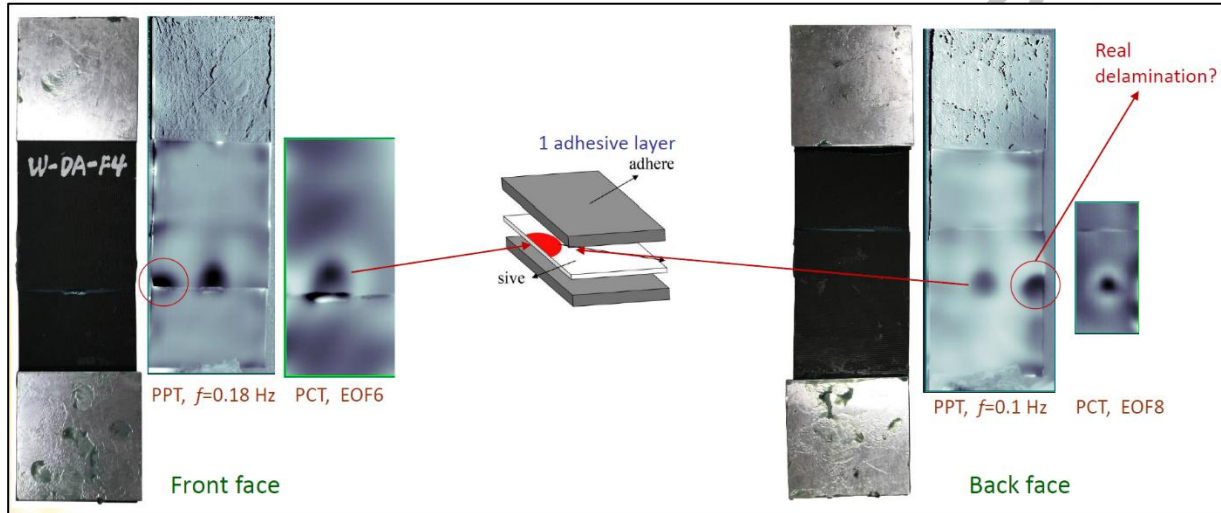 W-DA-F4
PPT, f=0.18 Hz
PCT, EOF6
Front face
1 adhesive layer
adhere
sive
Real
delamination?
PPT, f=0.1 Hz
PCT, EOF8
Back face